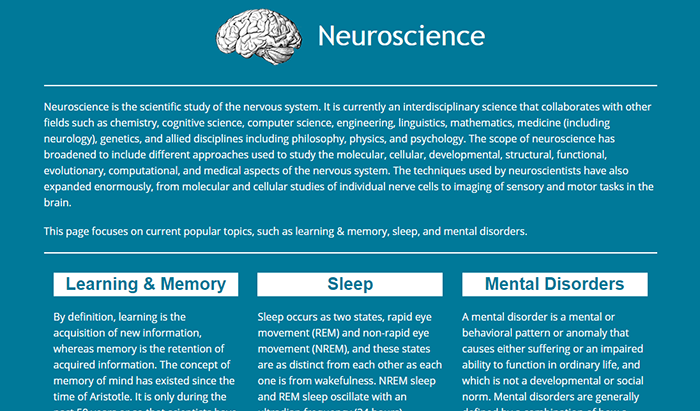 Neuroscience
Neuroscience is the scientific study of the nervous system. It is currently an interdisciplinary science that collaborates with other
fields such as chemistry, cognitive science, computer science, engineering, linguistics, mathematics, medicine (including
neurology), genetics, and allied disciplines including philosophy, physics, and psychology. The scope of neuroscience has
broadened to include different approaches used to study the molecular, cellular, developmental, structural, functional,
evolutionary, computational, and medical aspects of the nervous system. The techniques used by neuroscientists have also
expanded enormously, from molecular and cellular studies of individual nerve cells to imaging of sensory and motor tasks in the
brain.
This page focuses on current popular topics, such as learning & memory, sleep, and mental disorders.
Learning & Memory
By definition, learning is the
acquisition of new information,
whereas memory is the retention of
acquired information. The concept of
memory of mind has existed since the
time of Aristotle. It is only during the
Sleep
Sleep occurs as two states, rapid eye
movement (REM) and non-rapid eye
movement (NREM), and these states
are as distinct from each other as each
one is from wakefulness. NREM sleep
and REM sleep oscillate with an
Mental Disorders
A mental disorder is a mental or
behavioral pattern or anomaly that
causes either suffering or an impaired
ability to function in ordinary life, and
which is not a developmental or social
norm. Mental disorders are generally